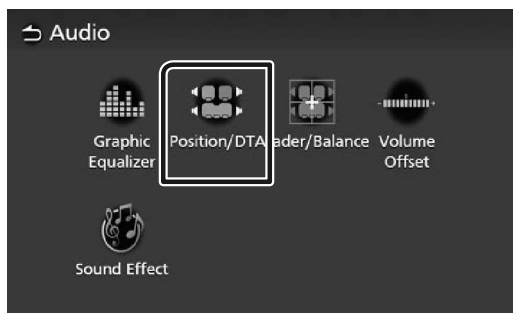 Audio
Graphic
Equalizer
Position/DTA
ader/Balance
Volume
Offset
Sound Effect